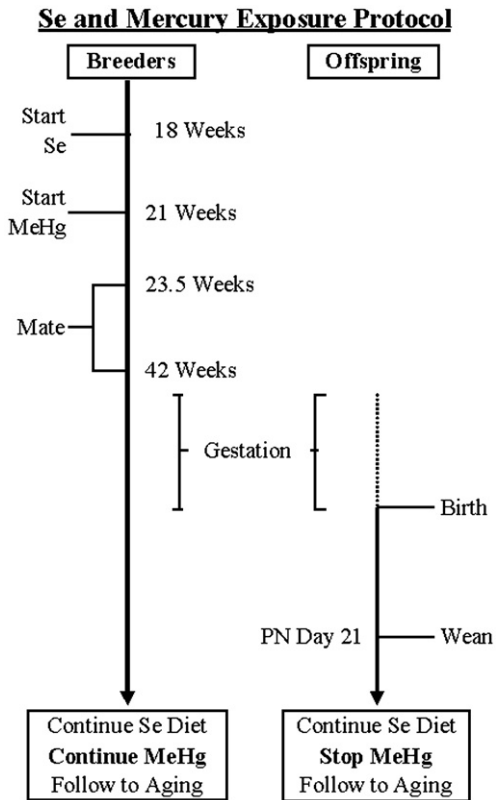 Se and Mercury Exposure Protocol
Breeders
Offspring
Start
Se
18 Weeks
Start
MeHg
21 Weeks
23.5 Weeks
Mate
42 Weeks
Gestation
Birth
PN Day 21
Wean
Continue Se Diet
Continue MeHg
Follow to Aging
Continue Se Diet
Stop MeHg
Follow to Aging